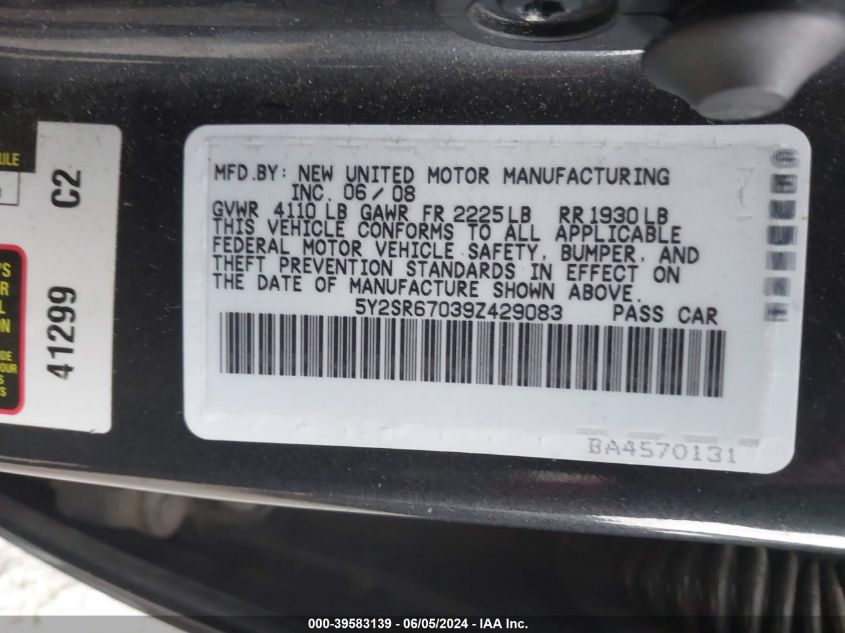 MFD.BY: NEW UNITED MOTOR MANUFACTURING
INC. 06/08
GVWR 4110 LB GAWR FR 2225 LB RR 1930 LB
THIS VEHICLE CONFORMS TO ALL APPLICABLE
FEDERAL MOTOR VEHICLE SAFETY, BUMPER, AND
THEFT PREVENTION STANDARDS IN EFFECT ON
THE DATE OF MANUFACTURE SHOWN ABOVE.
5Y2SR67039Z429083 PASS CAR
BA4570131
41299 C2
000-39583139 - 06/05/2024 - IAA Inc.